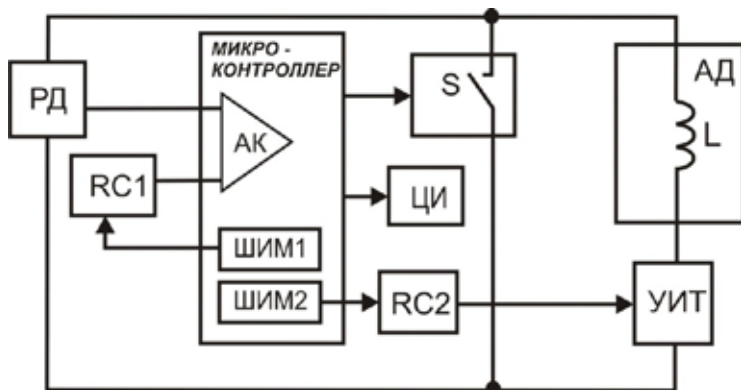 МИКРО -
КОНТРОЛЛЕР
РД
АК
RC1
ШИМ1
ШИМ2
S
ЦИ
RC2
АД
L
УИТ